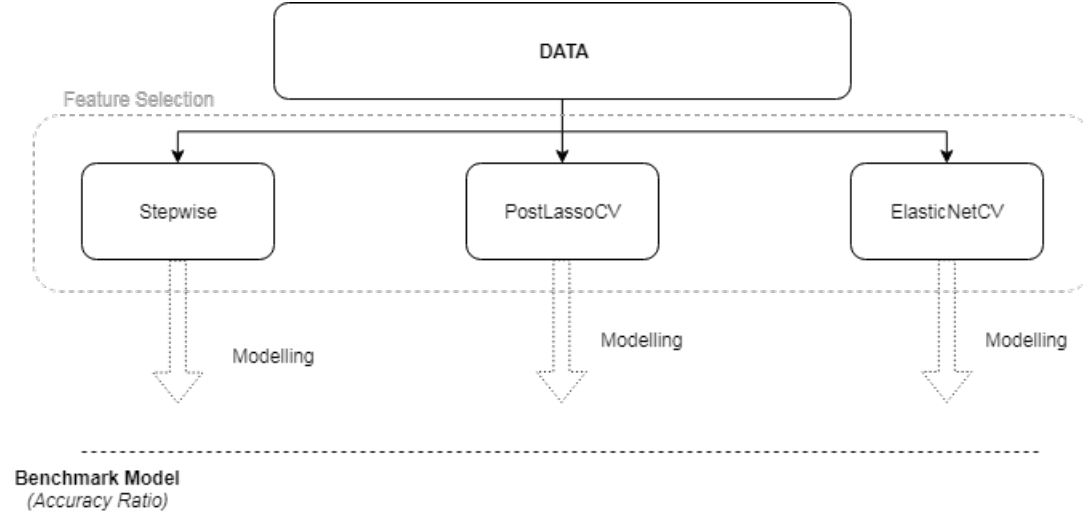 DATA
Feature Selection
Stepwise
PostLassoCV
ElasticNetCV
Modelling
Modelling
Modelling
Benchmark Model
(Accuracy Ratio)